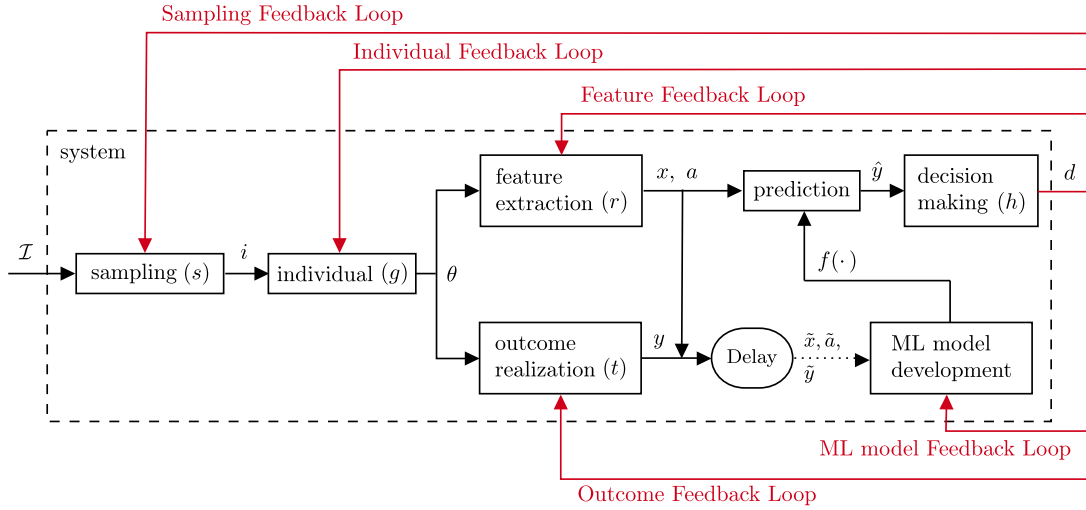 Sampling Feedback Loop
Individual Feedback Loop
Feature Feedback Loop
system
feature
extraction (r)
x, a
prediction
ŷ
decision
making (h)
d
ℐ
sampling (s)
i
individual (g)
θ
f(·)
outcome
realization (t)
y
Delay
x̃, ã,
ỹ
ML model
development
ML model Feedback Loop
Outcome Feedback Loop